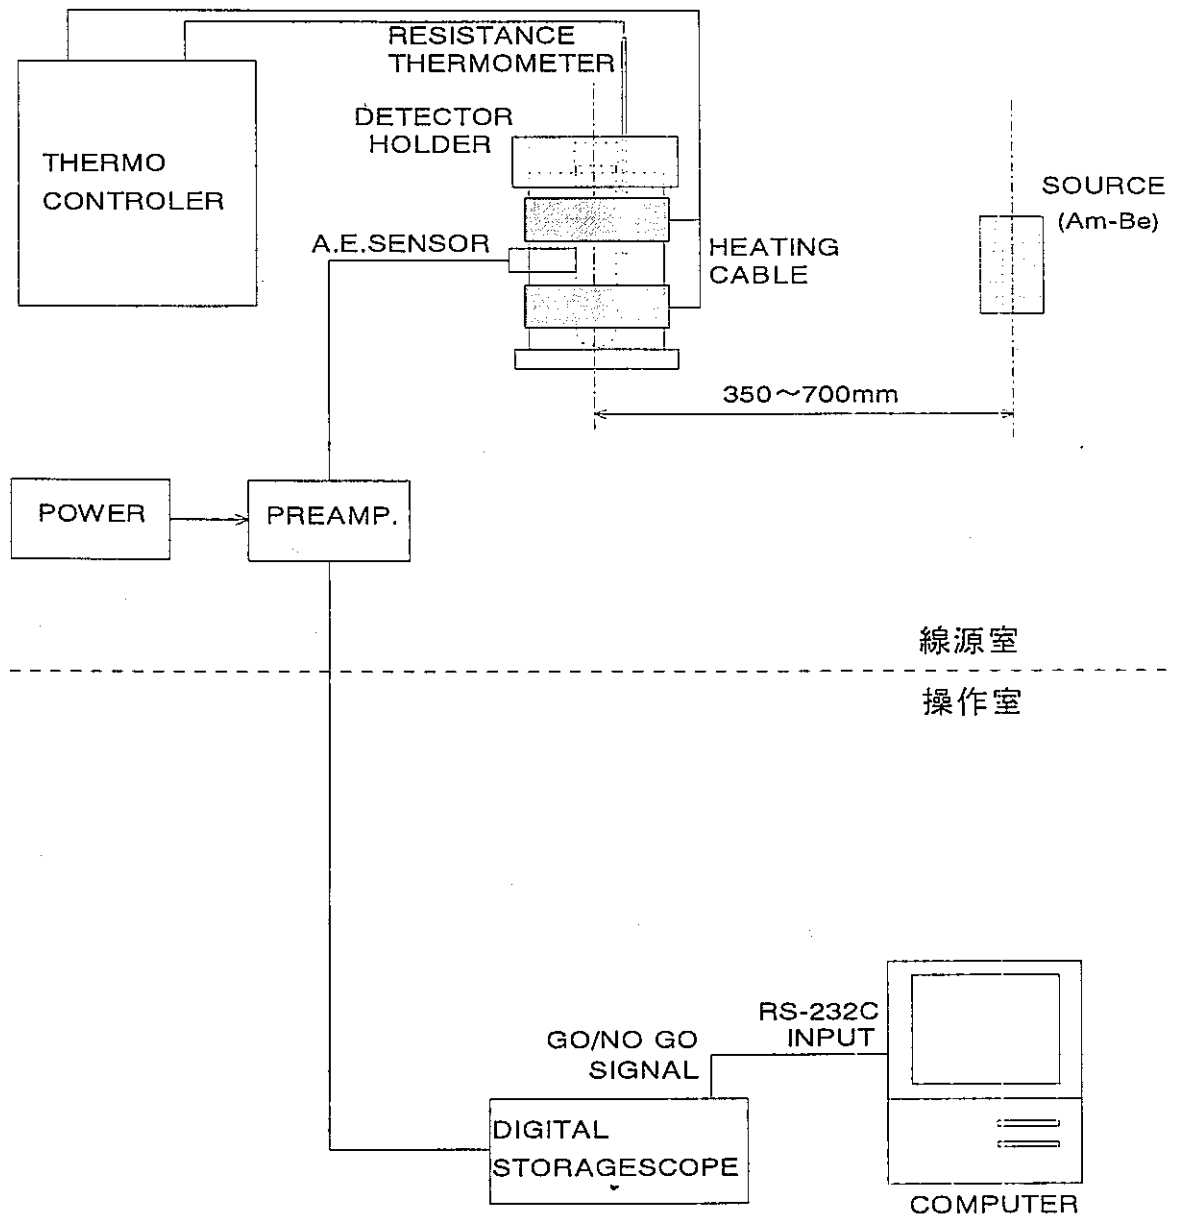 RESISTANCE
THERMOMETER
DETECTOR
HOLDER
THERMO
CONTROLER
SOURCE
(Am-Be)
A.E.SENSOR
HEATING
CABLE
350～700mm
POWER
PREAMP.
線源室
操作室
RS-232C
INPUT
GO/NO GO
SIGNAL
DIGITAL
STORAGESCOPE
COMPUTER